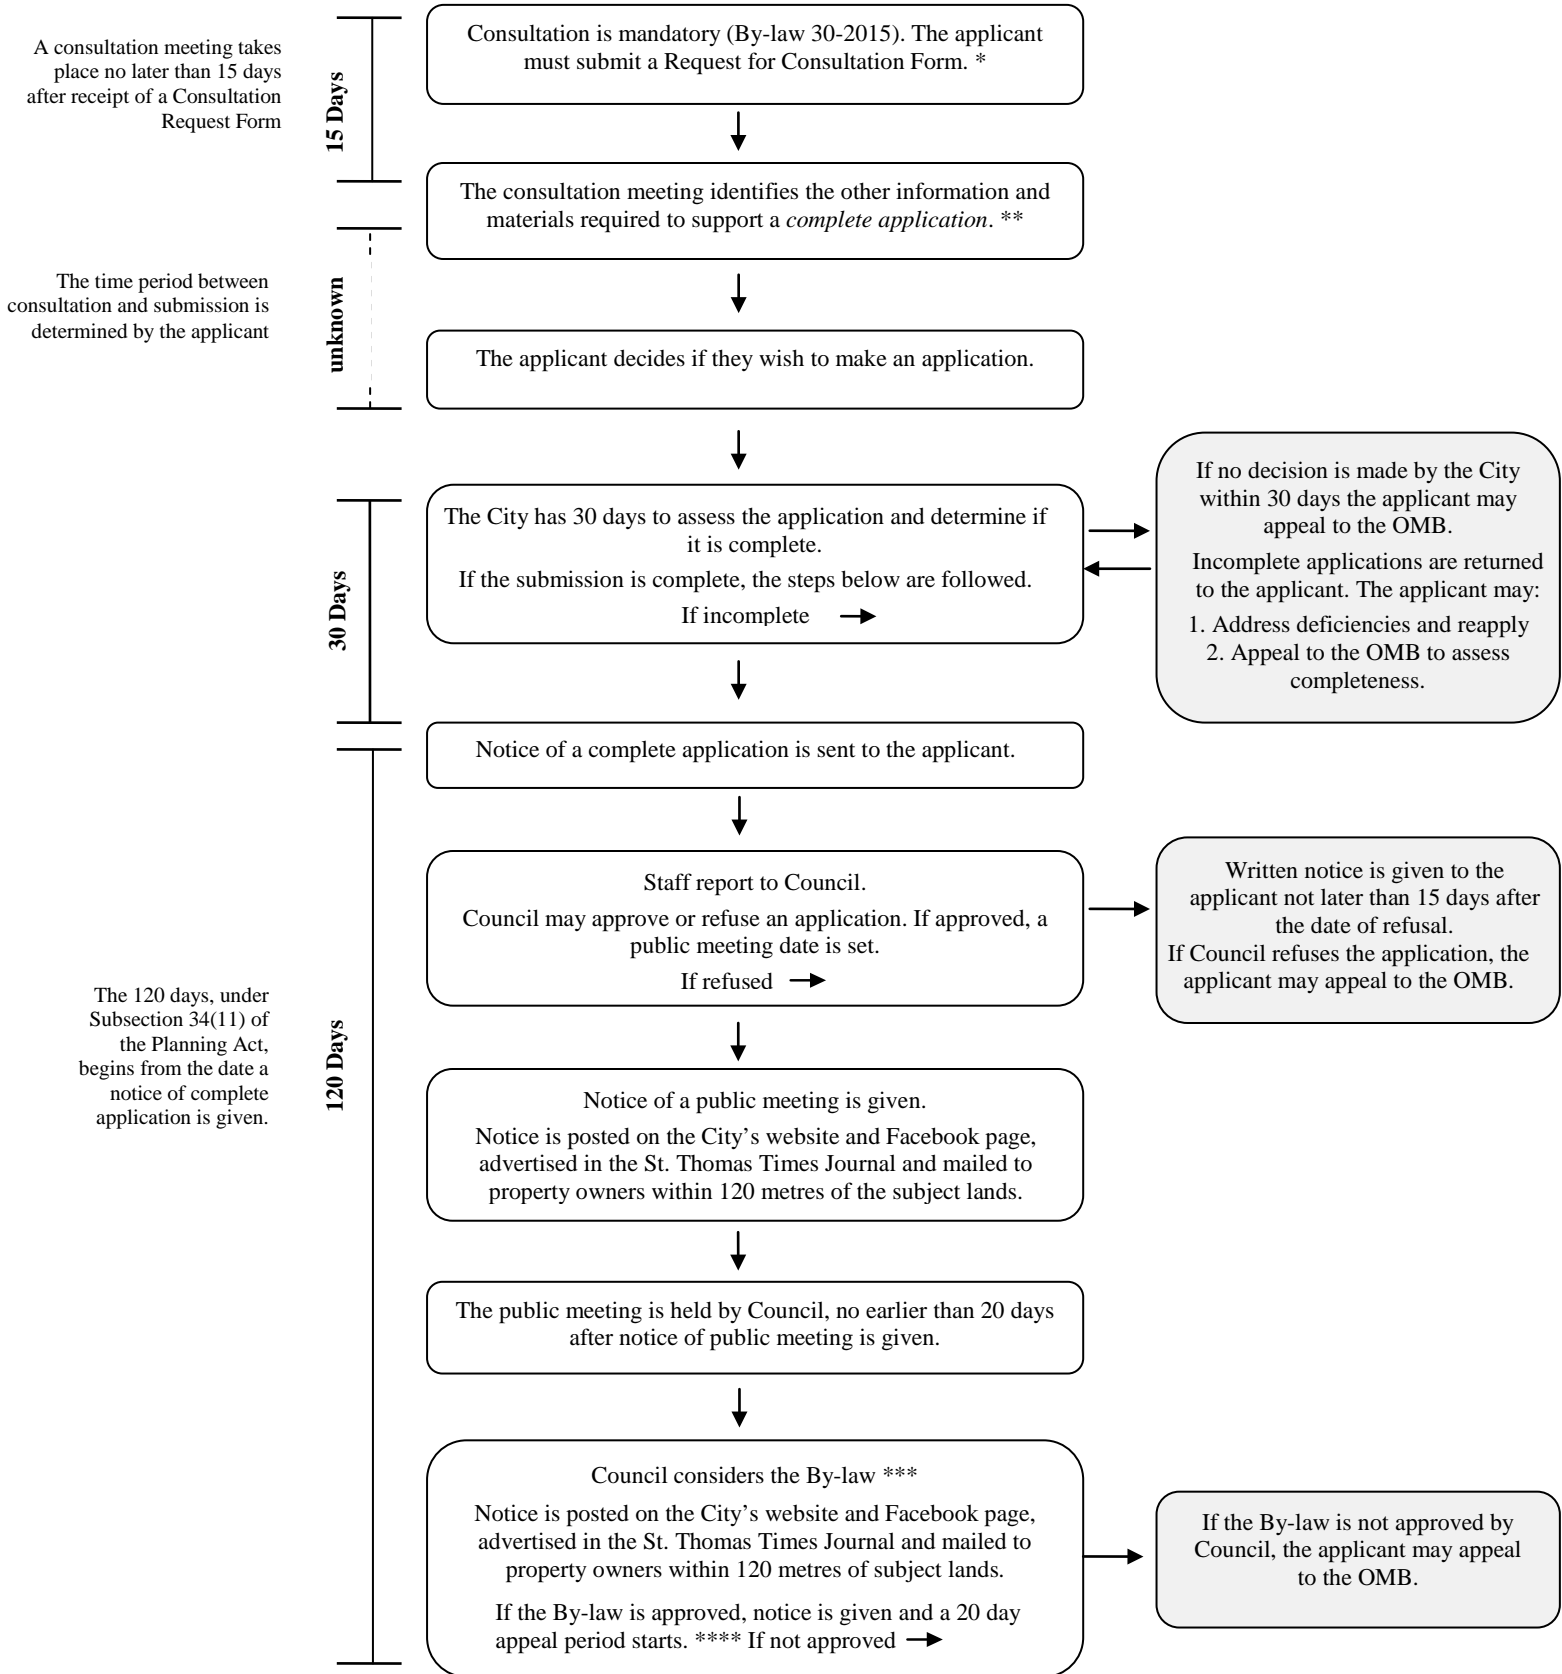 Consultation is mandatory (By-law 30-2015). The applicant
must submit a Request for Consultation Form. *
A consultation meeting takes
place no later than 15 days
after receipt of a Consultation
Request Form
15 Days
The consultation meeting identifies the other information and
materials required to support a complete application. **
The time period between
consultation and submission is
determined by the applicant
unknown
The applicant decides if they wish to make an application.
The City has 30 days to assess the application and determine if
it is complete.
If the submission is complete, the steps below are followed.
If incomplete
30 Days
If no decision is made by the City
within 30 days the applicant may
appeal to the OMB.
Incomplete applications are returned
to the applicant. The applicant may:
1. Address deficiencies and reapply
2. Appeal to the OMB to assess
completeness.
Notice of a complete application is sent to the applicant.
Staff report to Council.
Council may approve or refuse an application. If approved, a
public meeting date is set.
If refused
Written notice is given to the
applicant not later than 15 days after
the date of refusal.
If Council refuses the application, the
applicant may appeal to the OMB.
The 120 days, under
Subsection 34(11) of
the Planning Act,
begins from the date a
notice of complete
application is given.
120 Days
Notice of a public meeting is given.
Notice is posted on the City’s website and Facebook page,
advertised in the St. Thomas Times Journal and mailed to
property owners within 120 metres of the subject lands.
The public meeting is held by Council, no earlier than 20 days
after notice of public meeting is given.
Council considers the By-law ***
Notice is posted on the City’s website and Facebook page,
advertised in the St. Thomas Times Journal and mailed to
property owners within 120 metres of subject lands.
If the By-law is approved, notice is given and a 20 day
appeal period starts. **** If not approved
If the By-law is not approved by
Council, the applicant may appeal
to the OMB.